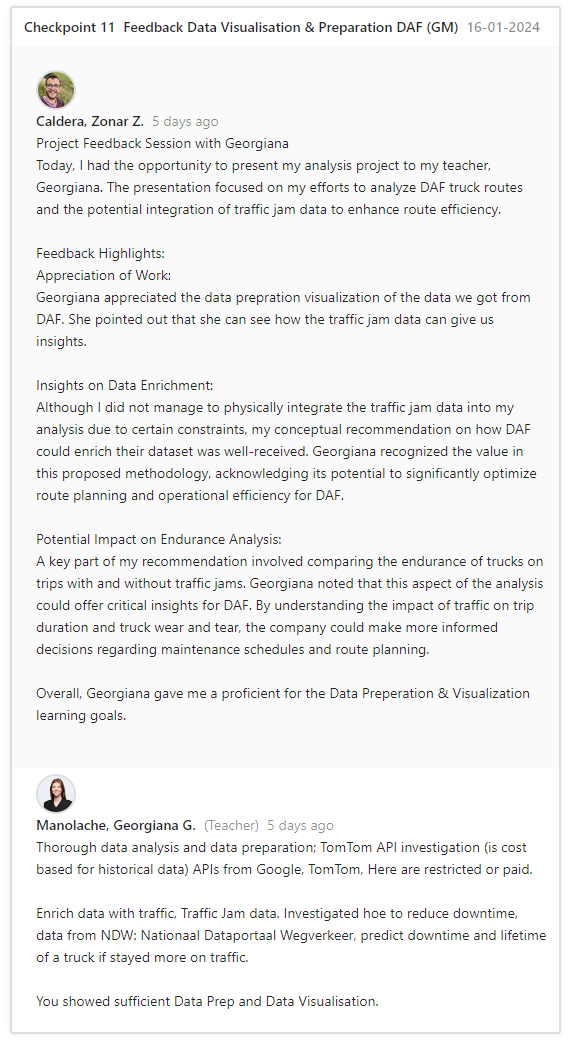 Checkpoint 11 Feedback Data Visualisation & Preparation DAF (GM) 16-01-2024
Caldera, Zonar Z. 5 days ago
Project Feedback Session with Georgiana
Today, I had the opportunity to present my analysis project to my teacher,
Georgiana. The presentation focused on my efforts to analyze DAF truck routes
and the potential integration of traffic jam data to enhance route efficiency.
Feedback Highlights:
Appreciation of Work:
Georgiana appreciated the data prepration visualization of the data we got from
DAF. She pointed out that she can see how the traffic jam data can give us
insights.
Insights on Data Enrichment:
Although I did not manage to physically integrate the traffic jam data into my
analysis due to certain constraints, my conceptual recommendation on how DAF
could enrich their dataset was well-received. Georgiana recognized the value in
this proposed methodology, acknowledging its potential to significantly optimize
route planning and operational efficiency for DAF.
Potential Impact on Endurance Analysis:
A key part of my recommendation involved comparing the endurance of trucks on
trips with and without traffic jams. Georgiana noted that this aspect of the analysis
could offer critical insights for DAF. By understanding the impact of traffic on trip
duration and truck wear and tear, the company could make more informed
decisions regarding maintenance schedules and route planning.
Overall, Georgiana gave me a proficient for the Data Preperation & Visualization
learning goals.
Manolache, Georgiana G. (Teacher) 5 days ago
Thorough data analysis and data preparation; TomTom API investigation (is cost
based for historical data) APIs from Google, TomTom, Here are restricted or paid.
Enrich data with traffic, Traffic Jam data. Investigated hoe to reduce downtime,
data from NDW: Nationaal Dataportaal Wegverkeer, predict downtime and lifetime
of a truck if stayed more on traffic.
You showed sufficient Data Prep and Data Visualisation.